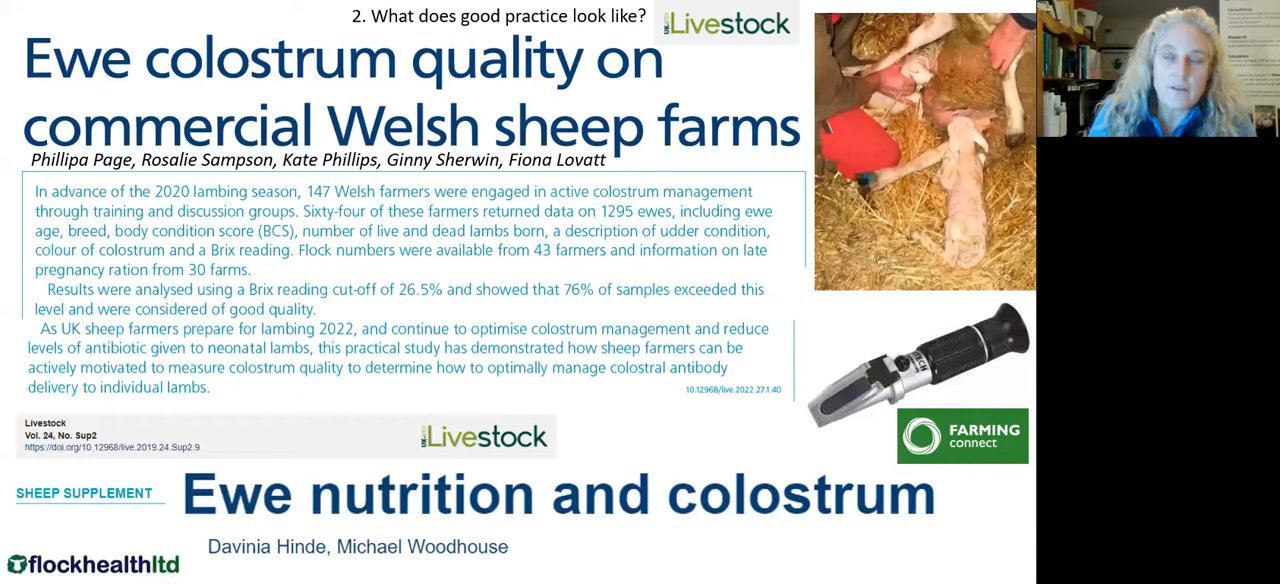 2. What does good practice look like?
UK-VET Livestock
Ewe colostrum quality on
commercial Welsh sheep farms
Phillipa Page, Rosalie Sampson, Kate Phillips, Ginny Sherwin, Fiona Lovatt
In advance of the 2020 lambing season, 147 Welsh farmers were engaged in active colostrum management
through training and discussion groups. Sixty-four of these farmers returned data on 1295 ewes, including ewe
age, breed, body condition score (BCS), number of live and dead lambs born, a description of udder condition,
colour of colostrum and a Brix reading. Flock numbers were available from 43 farmers and information on late
pregnancy ration from 30 farms.
Results were analysed using a Brix reading cut-off of 26.5% and showed that 76% of samples exceeded this
level and were considered of good quality.
As UK sheep farmers prepare for lambing 2022, and continue to optimise colostrum management and reduce
levels of antibiotic given to neonatal lambs, this practical study has demonstrated how sheep farmers can be
actively motivated to measure colostrum quality to determine how to optimally manage colostral antibody
delivery to individual lambs.
10.12968/live.2022.27.1.40
FARMING
connect
Livestock
Vol. 24, No. Sup2
https://doi.org/10.12968/live.2019.24.Sup2.9
UK-VET Livestock
SHEEP SUPPLEMENT
Ewe nutrition and colostrum
Davinia Hinde, Michael Woodhouse
flockhealthltd